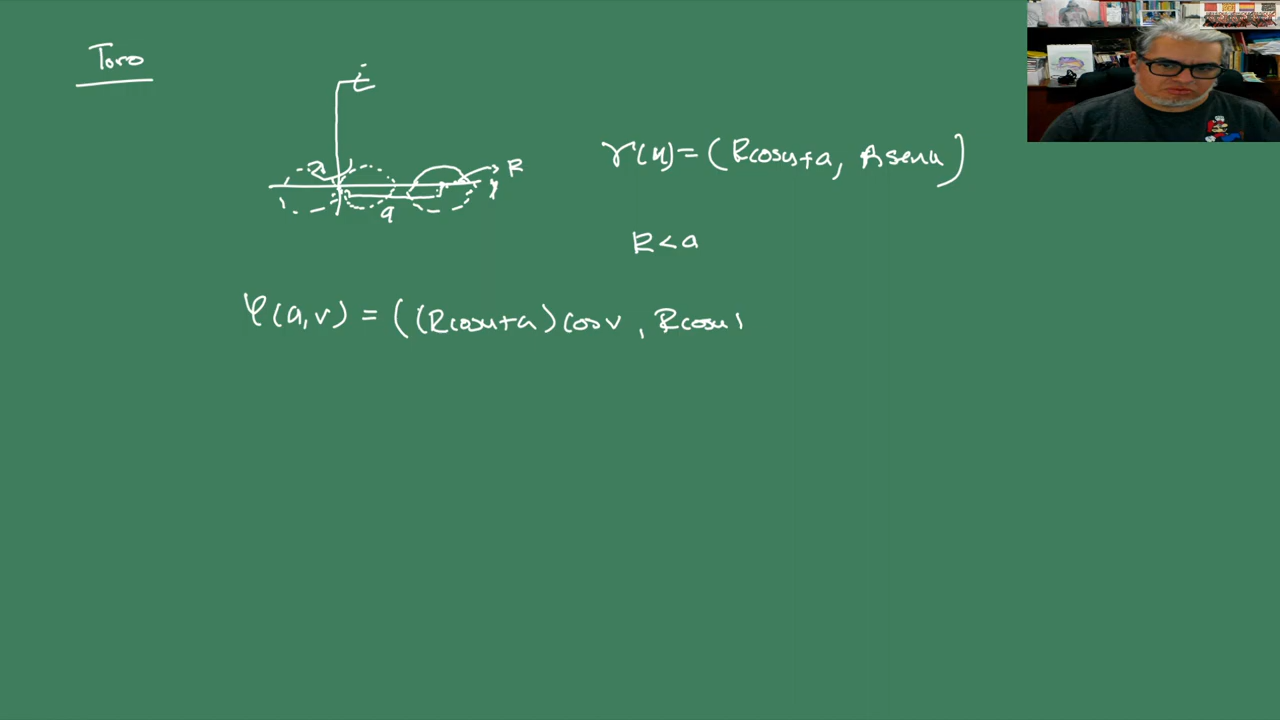 Toro
z
R
R
y
a
γ(u) = (Rcosu+a, Rsenu)
R < a
φ(u,v) = ((Rcosu+a)cosv, Rcosu